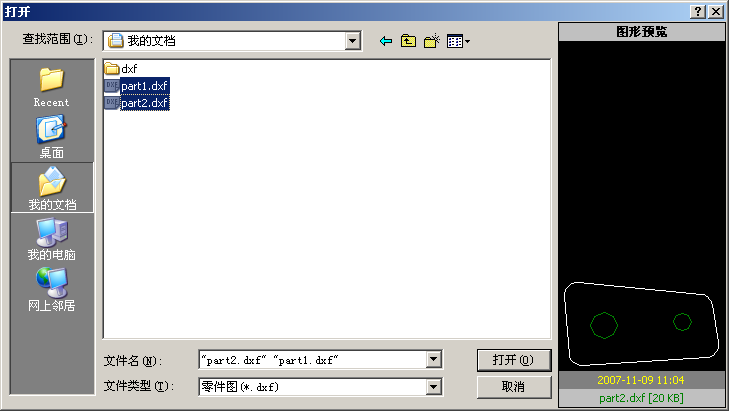 打开
查找范围(I):
我的文档
图形预览
dxf
part1.dxf
part2.dxf
Recent
桌面
我的文档
我的电脑
网上邻居
文件名(N):
"part2.dxf" "part1.dxf"
打开(O)
文件类型(T):
零件图(*.dxf)
取消
2007-11-09 11:04
part2.dxf [20 KB]